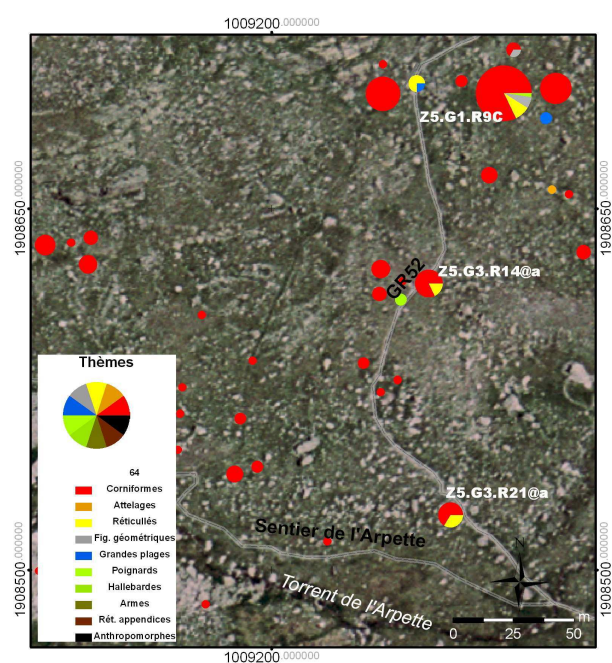 1009200.000000
Z5.G1.R9C
1908650.000000
1908650.000000
GR52
Z5.G3.R14@a
Thèmes
64
Corniformes
Attelages
Réticullés
Fig. géométriques
Grandes plages
Poignards
Hallebardes
Armes
Rét. appendices
Anthropomorphes
Z5.G3.R21@a
Sentier de l'Arpette
Torrent de l'Arpette
N
1908500.000000
1908500.000000
m
0 25 50
1009200.000000